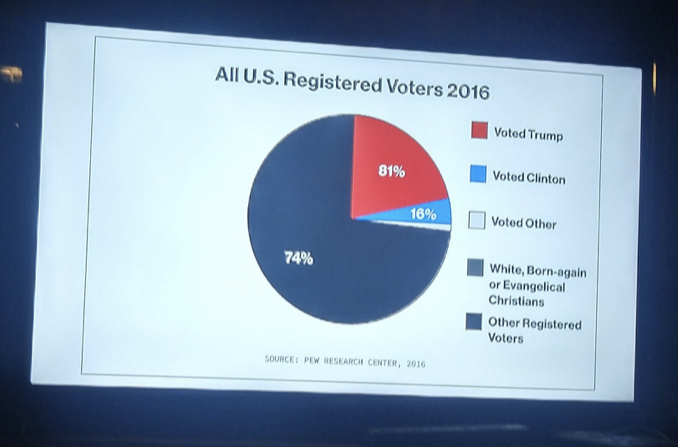 All U.S. Registered Voters 2016
81%
16%
74%
Voted Trump
Voted Clinton
Voted Other
White, Born-again
or Evangelical
Christians
Other Registered
Voters
SOURCE: PEW RESEARCH CENTER, 2016